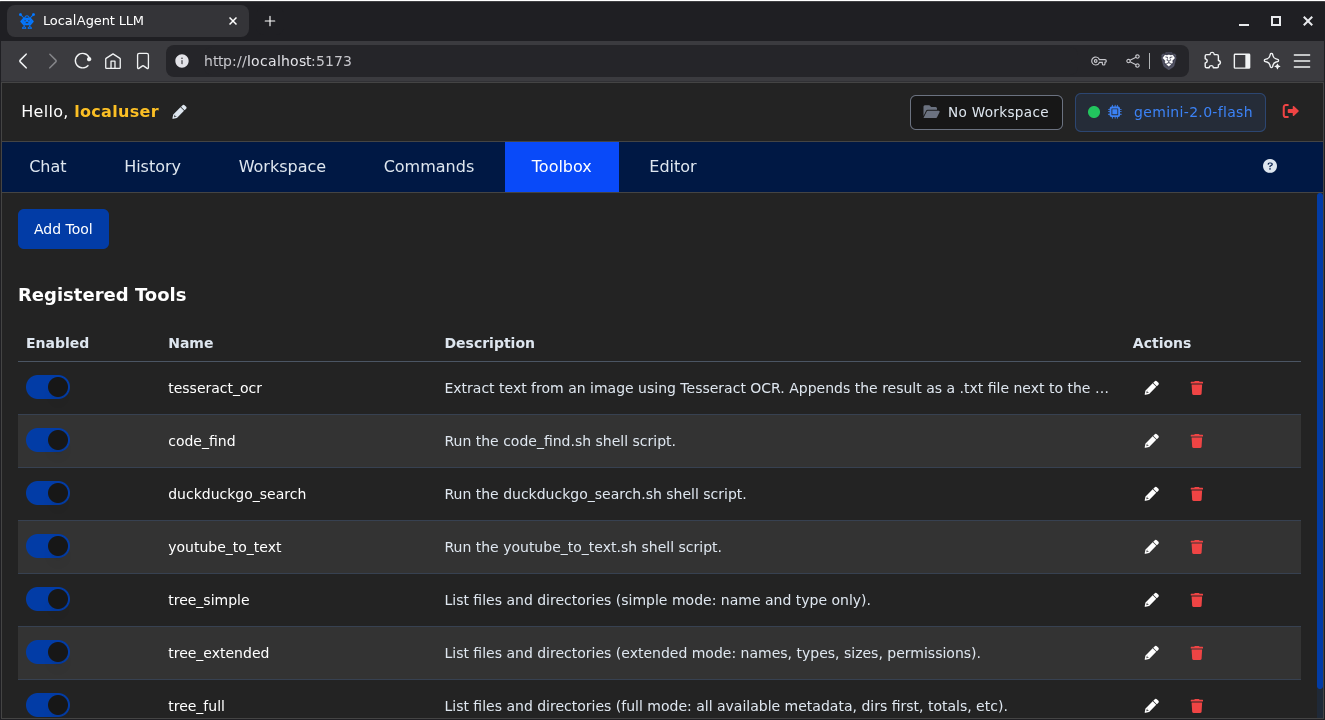 LocalAgent LLM
http://localhost:5173
Hello, localuser
No Workspace
gemini-2.0-flash
Chat History Workspace Commands Toolbox Editor
Add Tool
Registered Tools
Enabled Name Description Actions
tesseract_ocr Extract text from an image using Tesseract OCR. Appends the result as a .txt file next to the ...
code_find Run the code_find.sh shell script.
duckduckgo_search Run the duckduckgo_search.sh shell script.
youtube_to_text Run the youtube_to_text.sh shell script.
tree_simple List files and directories (simple mode: name and type only).
tree_extended List files and directories (extended mode: names, types, sizes, permissions).
tree_full List files and directories (full mode: all available metadata, dirs first, totals, etc).